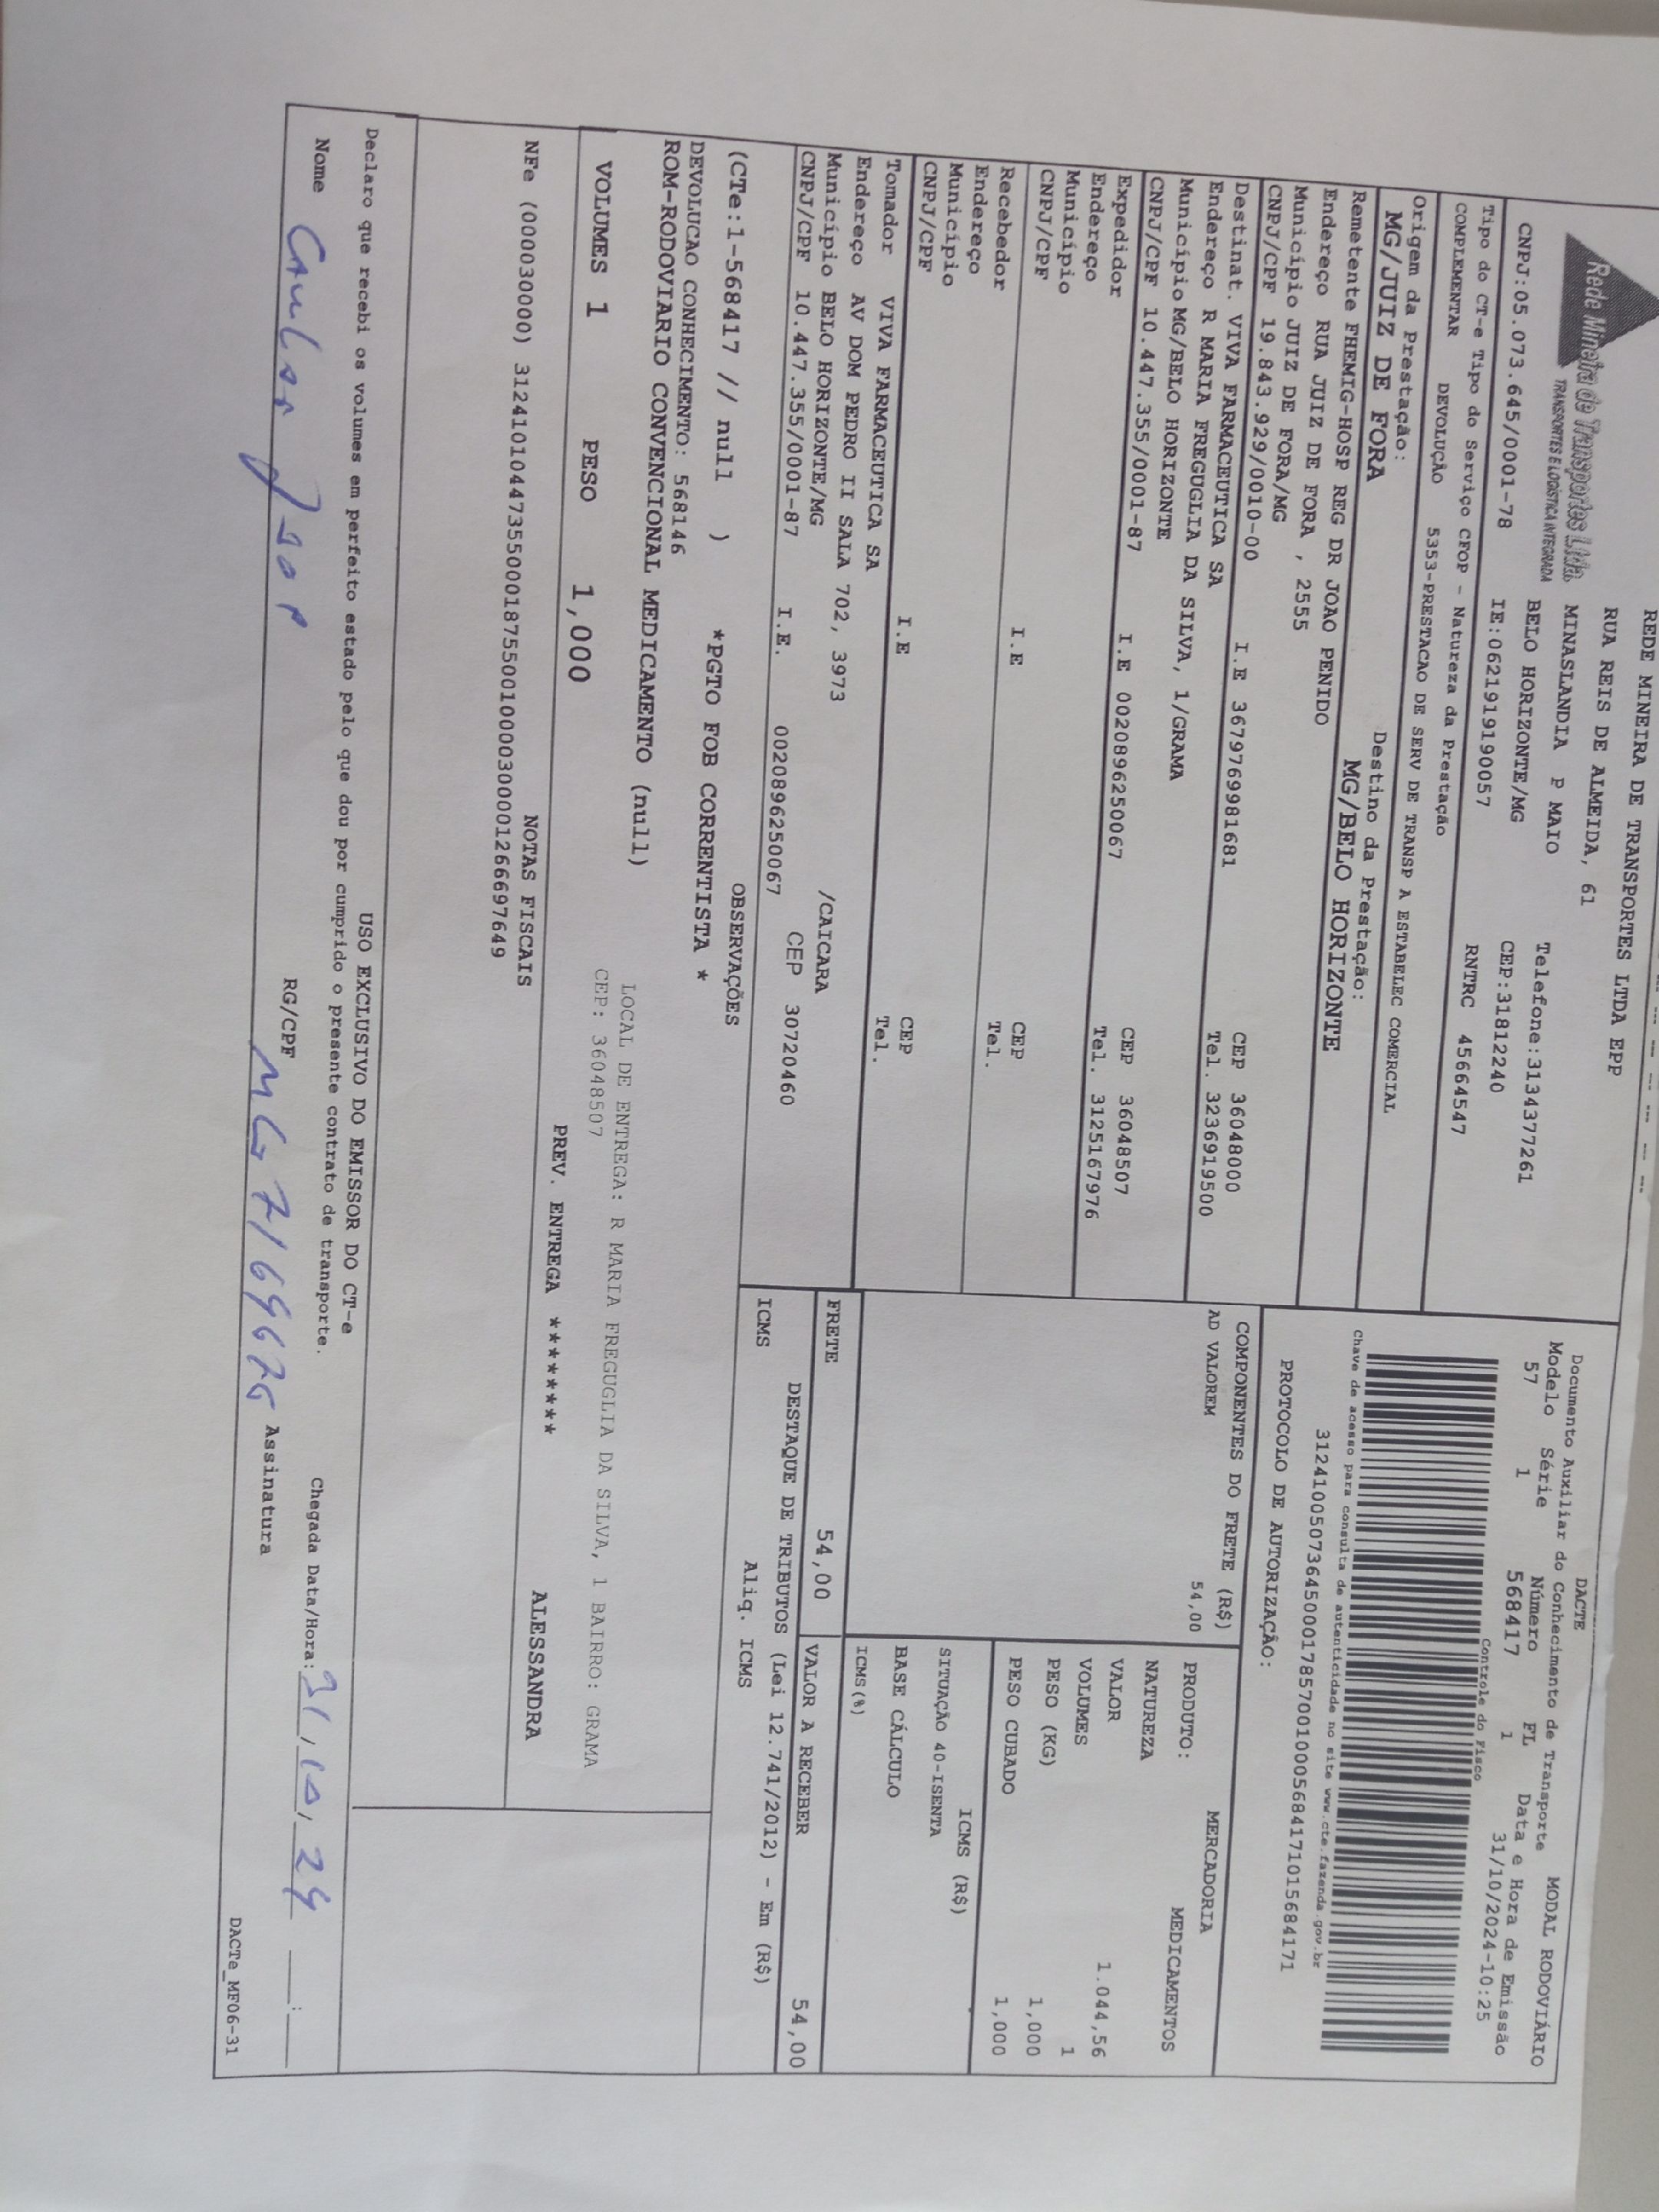 REDE MINEIRA DE TRANSPORTES LTDA EPP
RUA REIS DE ALMEIDA, 61
Rede Mineira de Transportes Ltda.
TRANSPORTES E LOGÍSTICA INTEGRADA
MINASLANDIA P MAIO Telefone:3134377261
BELO HORIZONTE/MG CEP:31812240
CNPJ:05.073.645/0001-78 IE:0621919190057 RNTRC 45664547
Tipo do CT-e Tipo do Serviço CFOP - Natureza da Prestação
COMPLEMENTAR DEVOLUÇÃO 5353-PRESTACAO DE SERV DE TRANSP A ESTABELEC COMERCIAL
Origem da Prestação: Destino da Prestação:
MG/JUIZ DE FORA MG/BELO HORIZONTE
Remetente FHEMIG-HOSP REG DR JOAO PENIDO
Endereço RUA JUIZ DE FORA , 2555
Município JUIZ DE FORA/MG CEP 36048000
CNPJ/CPF 19.843.929/0010-00 I.E 3679769981681 Tel. 3236919500
Destinat. VIVA FARMACEUTICA SA
Endereço R MARIA FREGUGLIA DA SILVA, 1/GRAMA
Município MG/BELO HORIZONTE CEP 36048507
CNPJ/CPF 10.447.355/0001-87 I.E 0020896250067 Tel. 3125167976
Expedidor
Endereço
Município CEP
CNPJ/CPF I.E Tel.
Recebedor
Endereço
Município CEP
CNPJ/CPF I.E Tel.
Tomador VIVA FARMACEUTICA SA
Endereço AV DOM PEDRO II SALA 702, 3973 /CAICARA
Município BELO HORIZONTE/MG CEP 30720460
CNPJ/CPF 10.447.355/0001-87 I.E. 0020896250067
DACTE
Documento Auxiliar do Conhecimento de Transporte MODAL RODOVIÁRIO
Modelo Série Número FL Data e Hora de Emissão
57 1 568417 1 31/10/2024-10:25
Controle do Fisco
Chave de acesso para consulta de autenticidade no site www.cte.fazenda.gov.br
31241005073645000178570010005684171015684171
PROTOCOLO DE AUTORIZAÇÃO:
COMPONENTES DO FRETE (R$)
AD VALOREM 54,00
FRETE 54,00
MERCADORIA
PRODUTO: MEDICAMENTOS
NATUREZA
VALOR 1.044,56
VOLUMES 1
PESO (KG) 1,000
PESO CUBADO 1,000
ICMS (R$)
SITUAÇÃO 40-ISENTA
BASE CÁLCULO
ICMS(%)
VALOR A RECEBER 54,00
DESTAQUE DE TRIBUTOS (Lei 12.741/2012) - Em (R$)
ICMS Aliq. ICMS
OBSERVAÇÕES
(CTe:1-568417 // null ) *PGTO FOB CORRENTISTA *
DEVOLUCAO CONHECIMENTO: 568146
ROM-RODOVIARIO CONVENCIONAL MEDICAMENTO (null)
LOCAL DE ENTREGA: R MARIA FREGUGLIA DA SILVA, 1 BAIRRO: GRAMA
CEP: 36048507
VOLUMES 1 PESO 1,000 PREV. ENTREGA ******** ALESSANDRA
NOTAS FISCAIS
NFe (000030000) 31241010447355000187550010000300001266697649
USO EXCLUSIVO DO EMISSOR DO CT-e
Declaro que recebi os volumes em perfeito estado pelo que dou por cumprido o presente contrato de transporte.
Chegada Data/Hora: 31/10/24 :
Nome RG/CPF Assinatura
DACTe_MF06-31